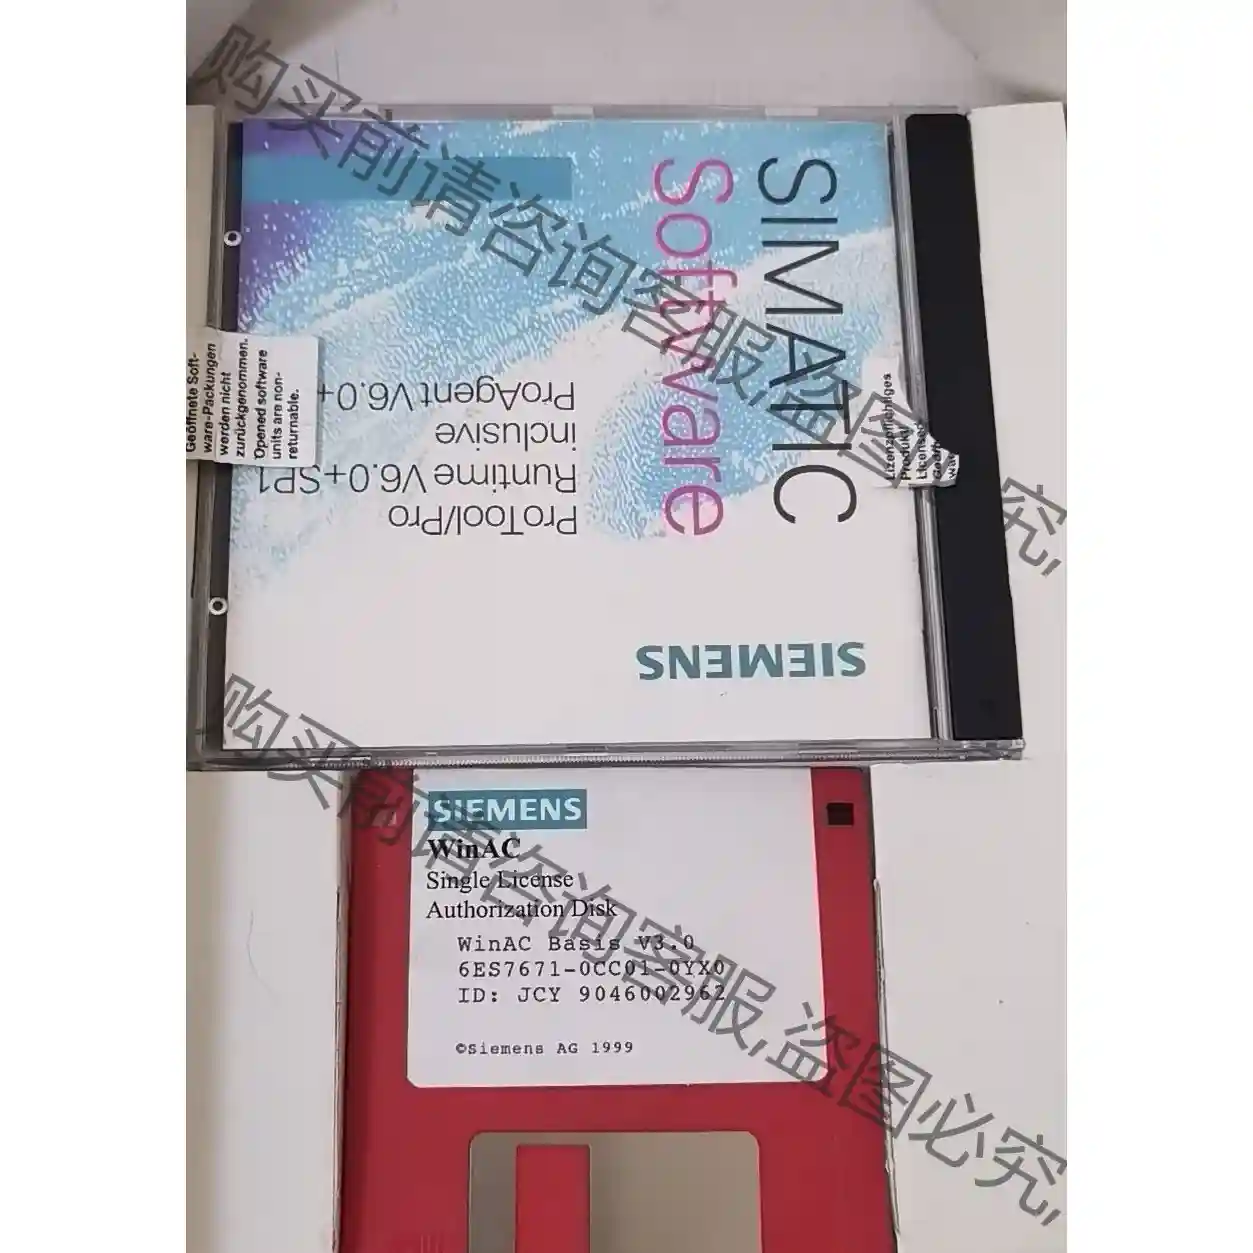 SIMATIC
Software
ProTool/Pro
Runtime V6.0+SP1
inclusive
ProAgent V6.0+
SIEMENS
Geöffnete Soft-
ware-Packungen
werden nicht
zurückgenommen.
Opened software
units are non-
returnable.
Lizenzpflichtiges
Produkt
购买前请咨询客服,盗图必究,
SIEMENS
WinAC
Single License
Authorization Disk
WinAC Basis V3.0
6ES7671-0CC01-0YX0
ID: JCY 9046002962
©Siemens AG 1999
购买前请咨询客服,盗图必究,